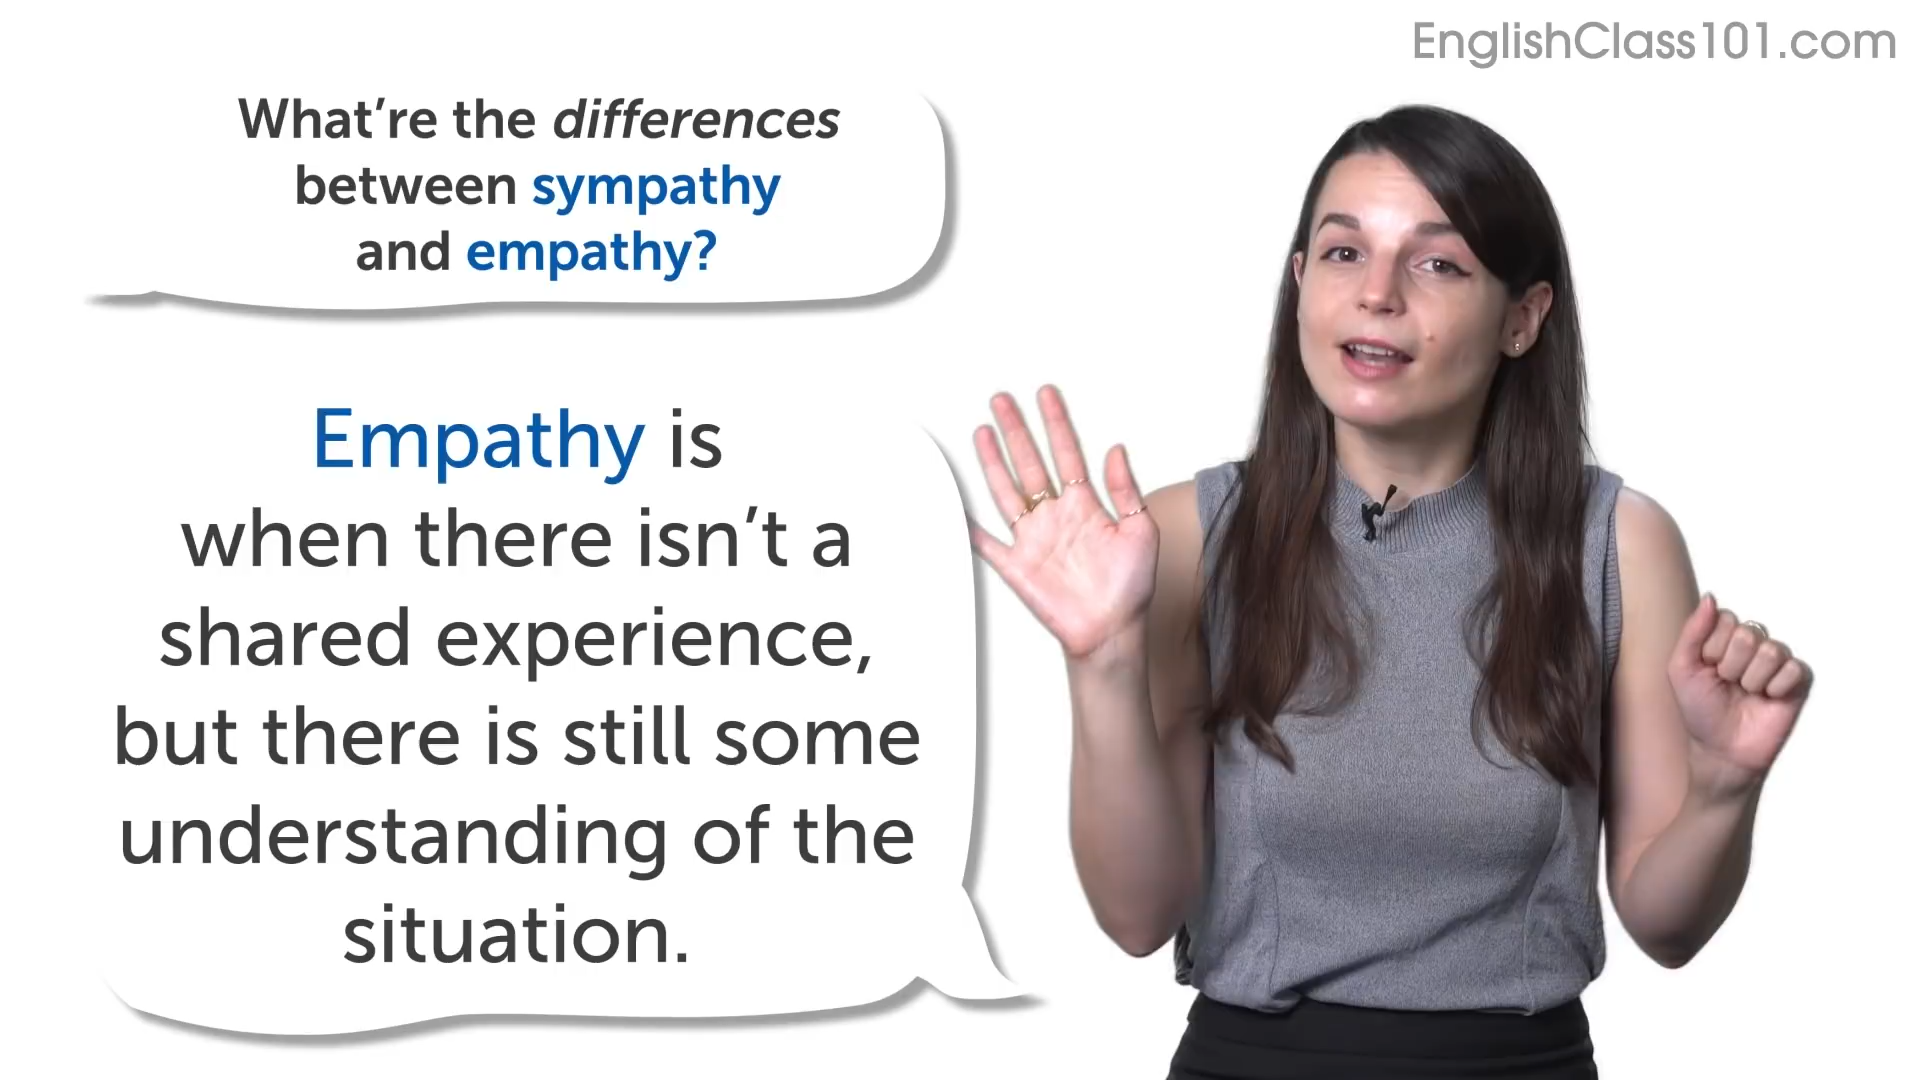 EnglishClass101.com
What're the differences
between sympathy
and empathy?
Empathy is
when there isn't a
shared experience,
but there is still some
understanding of the
situation.